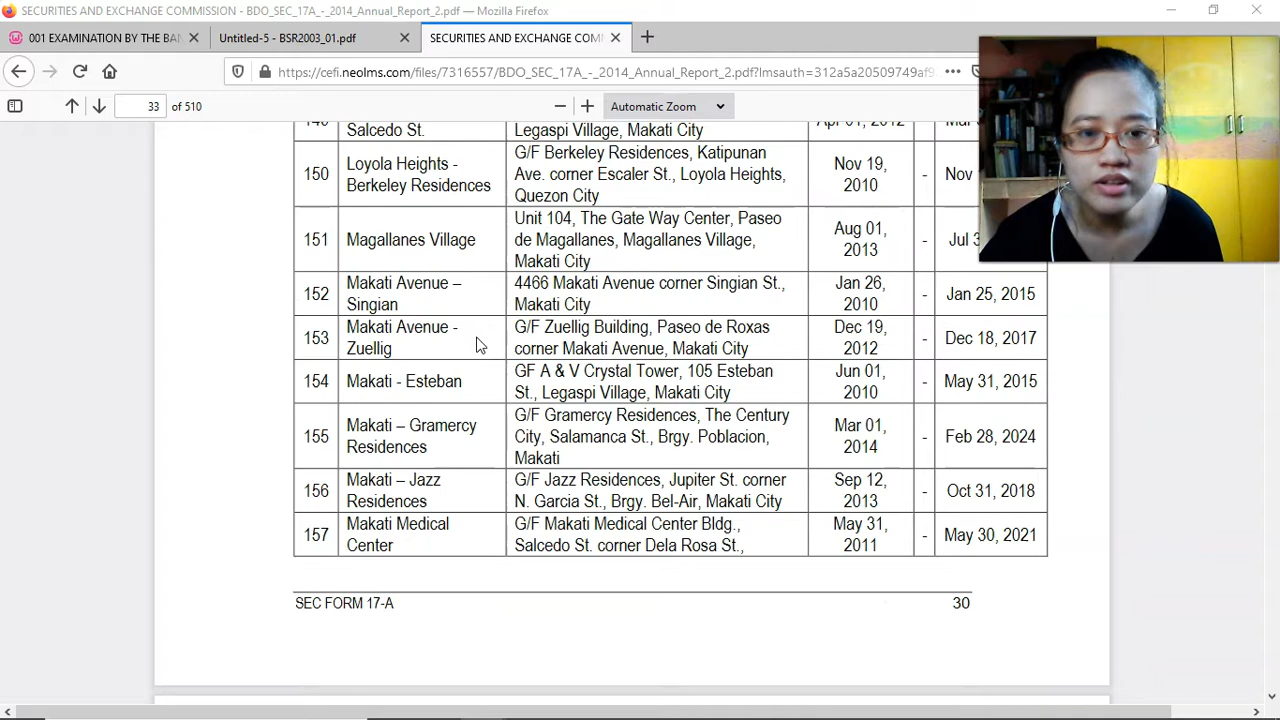 SECURITIES AND EXCHANGE COMMISSION - BDO_SEC_17A_-_2014_Annual_Report_2.pdf - Mozilla Firefox
001 EXAMINATION BY THE BAN
Untitled-5 - BSR2003_01.pdf
SECURITIES AND EXCHANGE COM
https://cefi.neolms.com/files/7316557/BDO_SEC_17A_-_2014_Annual_Report_2.pdf?lmsauth=312a5a20509749af9
33 of 510
Automatic Zoom
Salcedo St. Legaspi Village, Makati City
150 Loyola Heights - Berkeley Residences
G/F Berkeley Residences, Katipunan
Ave. corner Escaler St., Loyola Heights,
Quezon City
Nov 19,
2010
- Nov
151 Magallanes Village
Unit 104, The Gate Way Center, Paseo
de Magallanes, Magallanes Village,
Makati City
Aug 01,
2013
- Jul 3
152 Makati Avenue –
Singian
4466 Makati Avenue corner Singian St.,
Makati City
Jan 26,
2010
- Jan 25, 2015
153 Makati Avenue -
Zuellig
G/F Zuellig Building, Paseo de Roxas
corner Makati Avenue, Makati City
Dec 19,
2012
- Dec 18, 2017
154 Makati - Esteban
GF A & V Crystal Tower, 105 Esteban
St., Legaspi Village, Makati City
Jun 01,
2010
- May 31, 2015
155 Makati – Gramercy
Residences
G/F Gramercy Residences, The Century
City, Salamanca St., Brgy. Poblacion,
Makati
Mar 01,
2014
- Feb 28, 2024
156 Makati – Jazz
Residences
G/F Jazz Residences, Jupiter St. corner
N. Garcia St., Brgy. Bel-Air, Makati City
Sep 12,
2013
- Oct 31, 2018
157 Makati Medical
Center
G/F Makati Medical Center Bldg.,
Salcedo St. corner Dela Rosa St.,
May 31,
2011
- May 30, 2021
SEC FORM 17-A 30